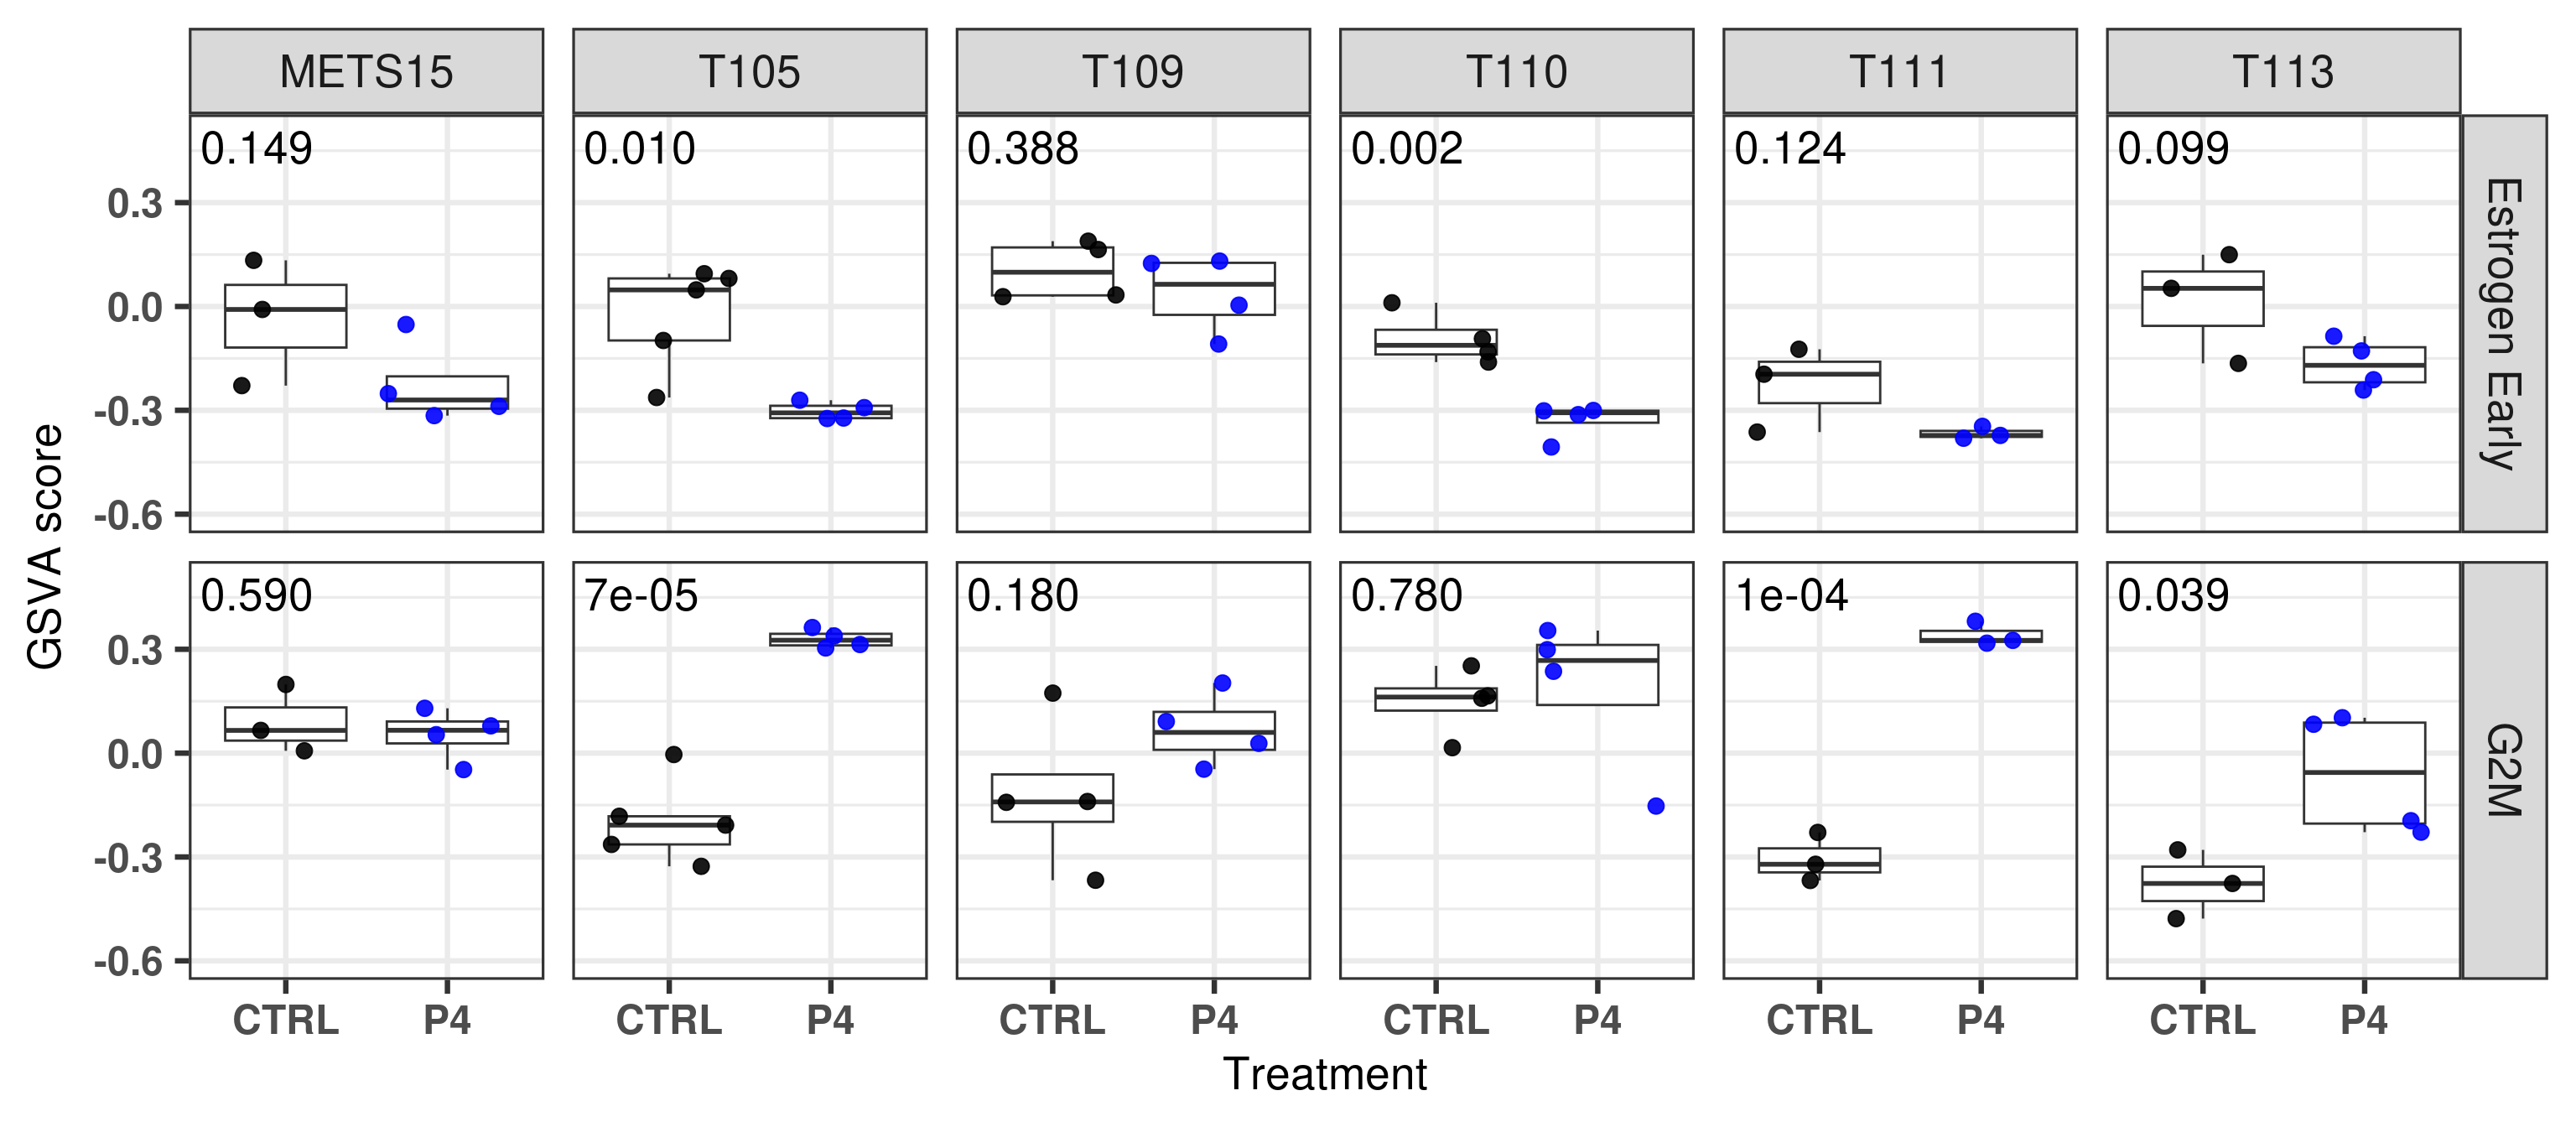 METS15 T105 T109 T110 T111 T113
0.149 0.010 0.388 0.002 0.124 0.099
0.3
0.0
-0.3
-0.6
Estrogen Early
GSVA score
0.590 7e-05 0.180 0.780 1e-04 0.039
0.3
0.0
-0.3
-0.6
G2M
CTRL P4 CTRL P4 CTRL P4 CTRL P4 CTRL P4 CTRL P4
Treatment